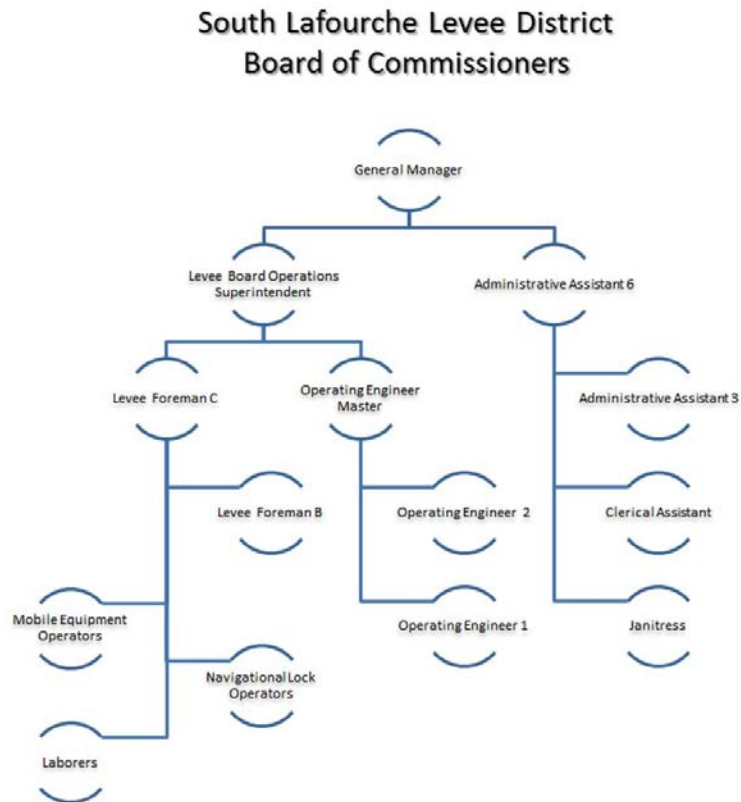 South Lafourche Levee District
Board of Commissioners
General Manager
Levee Board Operations
Superintendent
Administrative Assistant 6
Levee Foreman C
Operating Engineer
Master
Administrative Assistant 3
Levee Foreman B
Operating Engineer 2
Clerical Assistant
Mobile Equipment
Operators
Operating Engineer 1
Janitress
Navigational Lock
Operators
Laborers